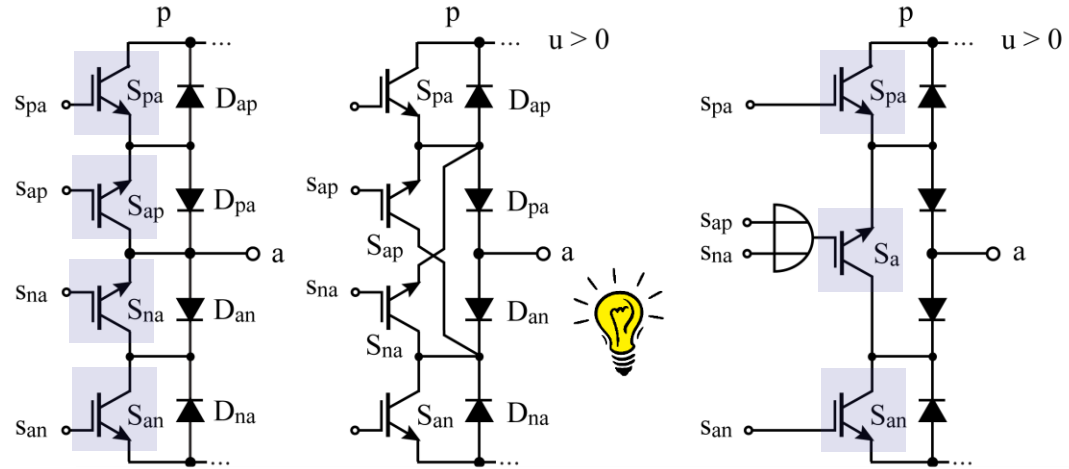 p
...
spa
Spa
Dap
sap
Sap
Dpa
a
sna
Sna
Dan
san
San
Dna
...
p
...
u > 0
Spa
Dap
sap
Sap
Dpa
a
sna
Sna
Dan
San
Dna
...
p
...
u > 0
spa
Spa
sap
sna
Sa
a
san
San
...